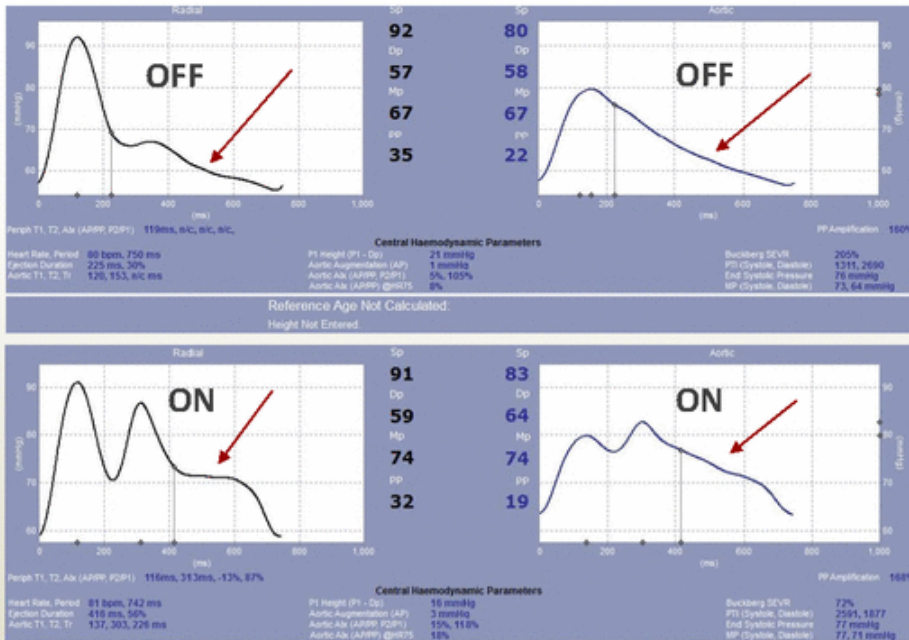 Radial Sp Sp Aortic
92 80
Dp Dp
57 58
Mp Mp
67 67
PP PP
35 22
OFF OFF
(mmHg) 90 80 70 60
0 200 400 600 800 1,000
(ms)
0 200 400 600 800 1,000
(ms)
90 80 70 60 (mmHg)
Periph T1, T2, AIx (AP/PP, P2/P1) 119ms, n/c, n/c, n/c,
PP Amplification 160%
Central Haemodynamic Parameters
Heart Rate, Period 80 bpm, 750 ms
Ejection Duration 225 ms, 30%
Aortic T1, T2, Tr 120, 153, n/c ms
P1 Height (P1 - Dp) 21 mmHg
Aortic Augmentation (AP) 1 mmHg
Aortic AIx (AP/PP, P2/P1) 5%, 105%
Aortic AIx (AP/PP) @HR75 8%
Buckberg SEVR 205%
PTI (Systole, Diastole) 1311, 2690
End Systolic Pressure 76 mmHg
MP (Systole, Diastole) 73, 64 mmHg
Reference Age Not Calculated:
Height Not Entered
Radial Sp Sp Aortic
91 83
Dp Dp
59 64
Mp Mp
74 74
PP PP
32 19
ON ON
(mmHg) 90 80 70 60
0 200 400 600 800 1,000
(ms)
0 200 400 600 800 1,000
(ms)
90 80 70 60 (mmHg)
Periph T1, T2, AIx (AP/PP, P2/P1) 116ms, 313ms, -13%, 87%
PP Amplification 168%
Central Haemodynamic Parameters
Heart Rate, Period 81 bpm, 742 ms
Ejection Duration 416 ms, 56%
Aortic T1, T2, Tr 137, 303, 226 ms
P1 Height (P1 - Dp) 16 mmHg
Aortic Augmentation (AP) 3 mmHg
Aortic AIx (AP/PP, P2/P1) 15%, 118%
Aortic AIx (AP/PP) @HR75 18%
Buckberg SEVR 72%
PTI (Systole, Diastole) 2591, 1877
End Systolic Pressure 77 mmHg
MP (Systole, Diastole) 71 mmHg